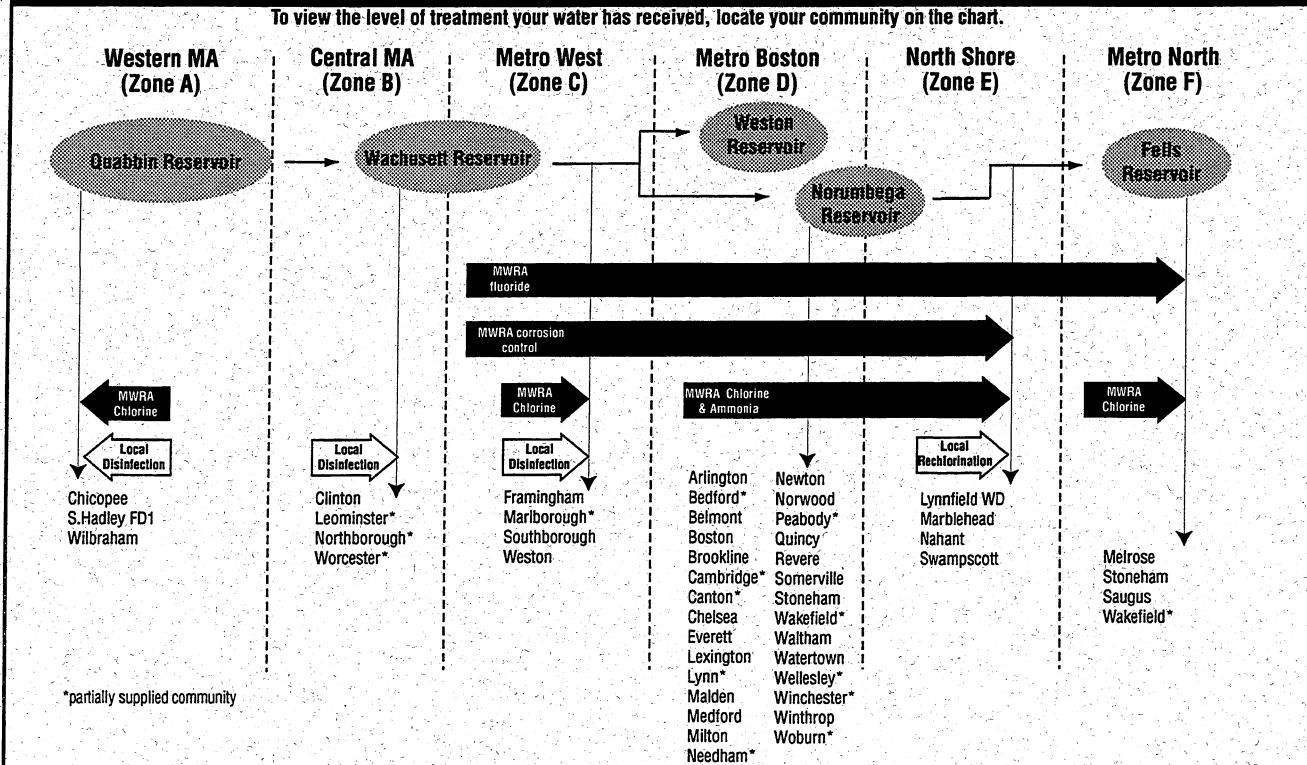 To view the level of treatment your water has received, locate your community on the chart.
Western MA
(Zone A)
Central MA
(Zone B)
Metro West
(Zone C)
Metro Boston
(Zone D)
North Shore
(Zone E)
Metro North
(Zone F)
Quabbin Reservoir
Wachusett Reservoir
Weston
Reservoir
Norumbega
Reservoir
Fells
Reservoir
MWRA
fluoride
MWRA corrosion
control
MWRA
Chlorine
MWRA
Chlorine
MWRA Chlorine
& Ammonia
MWRA
Chlorine
Local
Disinfection
Local
Disinfection
Local
Disinfection
Local
Rechlorination
Chicopee
S.Hadley FD1
Wilbraham
Clinton
Leominster*
Northborough*
Worcester*
Framingham
Marlborough*
Southborough
Weston
Arlington
Bedford*
Belmont
Boston
Brookline
Cambridge*
Canton*
Chelsea
Everett
Lexington
Lynn*
Malden
Medford
Milton
Needham*
Newton
Norwood
Peabody*
Quincy
Revere
Somerville
Stoneham
Wakefield*
Waltham
Watertown
Wellesley*
Winchester*
Winthrop
Woburn*
Lynnfield WD
Marblehead
Nahant
Swampscott
Melrose
Stoneham
Saugus
Wakefield*
*partially supplied community